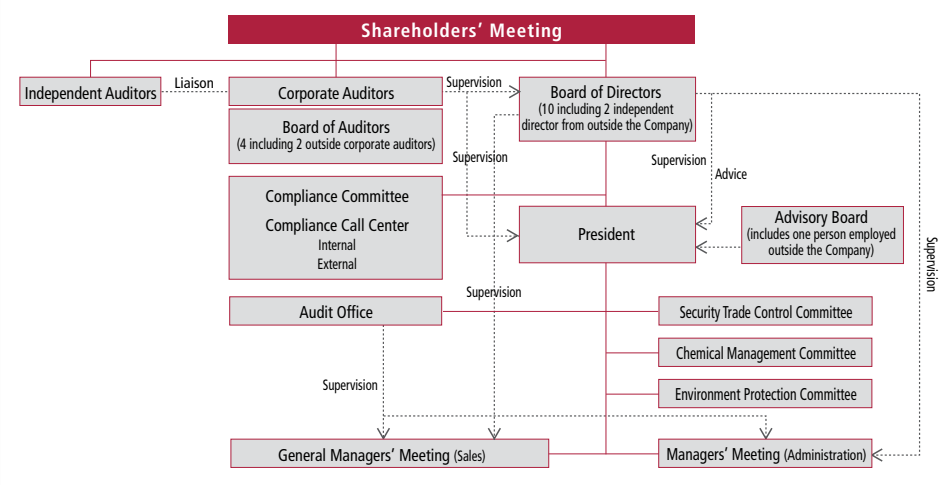 Shareholders' Meeting
Independent Auditors
Liaison
Corporate Auditors
Supervision
Board of Directors
(10 including 2 independent
director from outside the Company)
Board of Auditors
(4 including 2 outside corporate auditors)
Supervision
Supervision
Advice
Compliance Committee
Compliance Call Center
Internal
External
President
Advisory Board
(includes one person employed
outside the Company)
Supervision
Supervision
Audit Office
Security Trade Control Committee
Chemical Management Committee
Supervision
Environment Protection Committee
General Managers' Meeting (Sales)
Managers' Meeting (Administration)